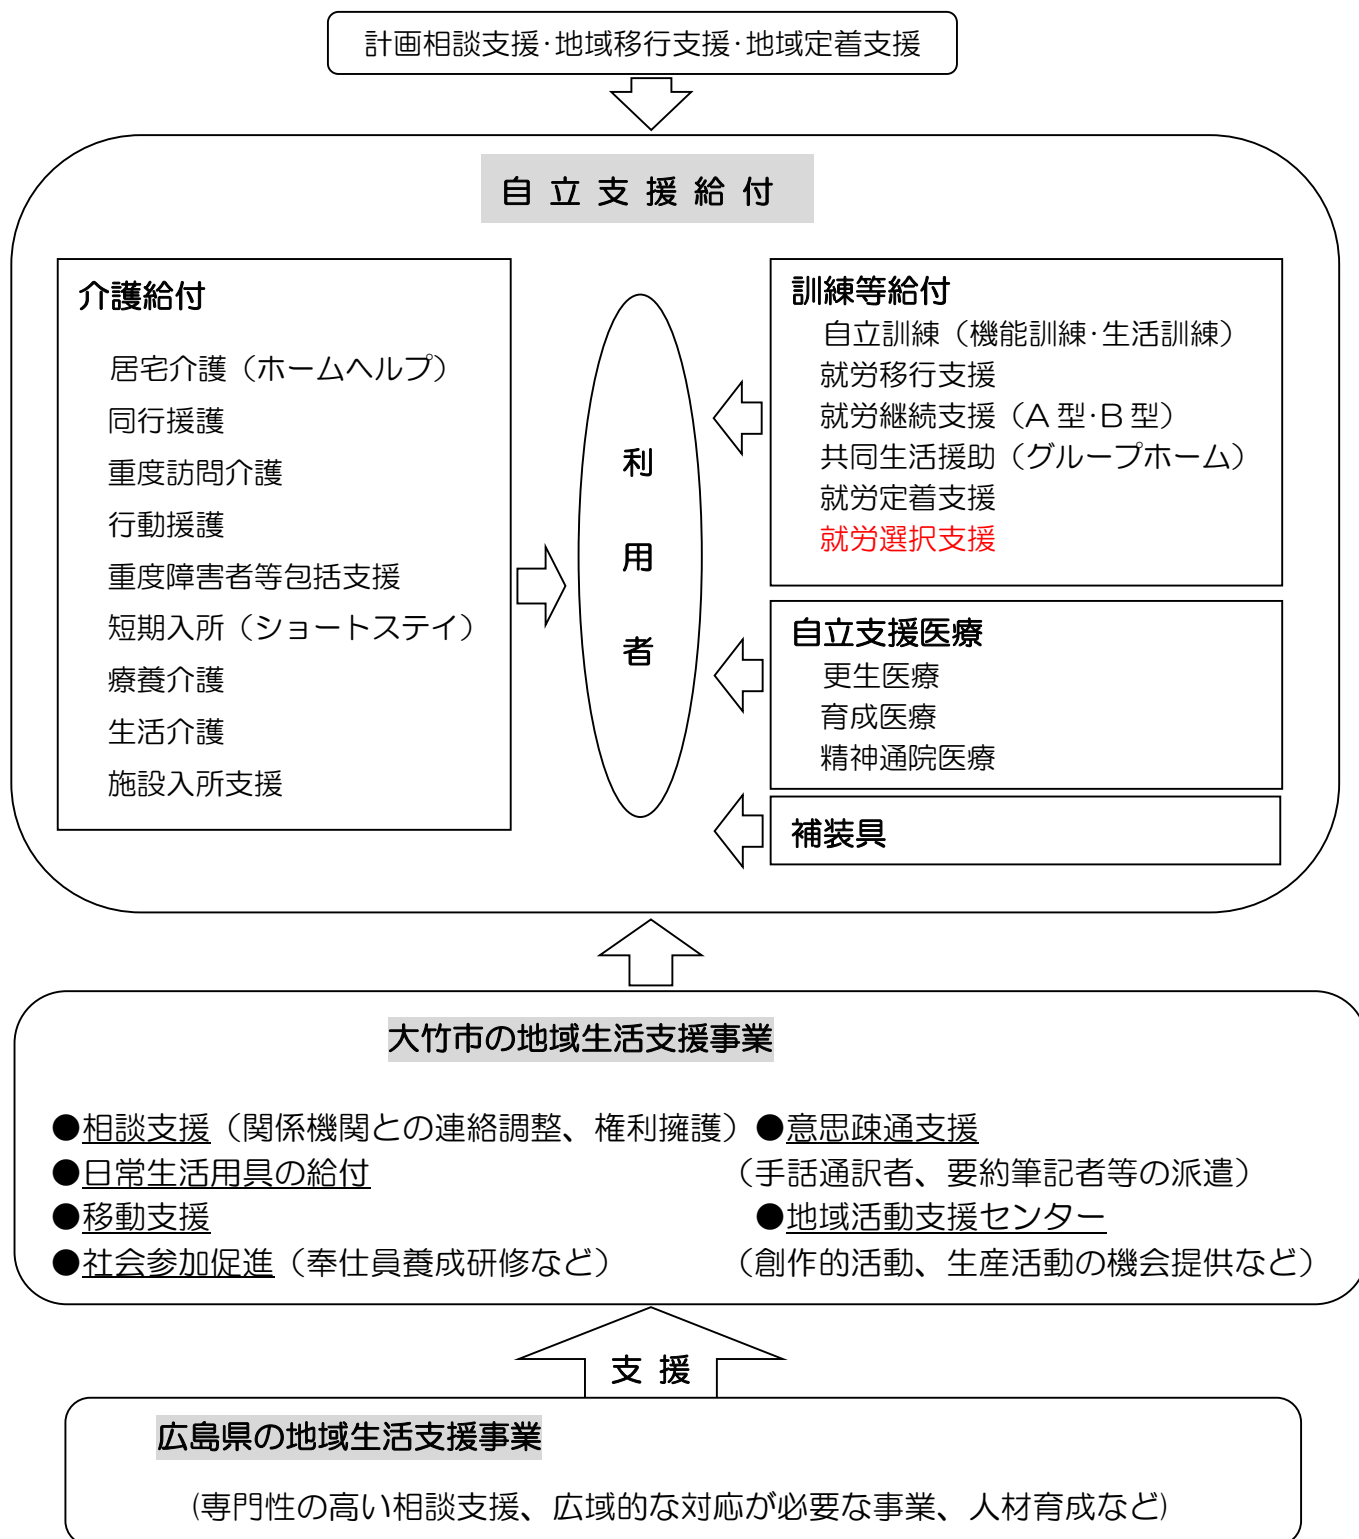 計画相談支援･地域移行支援･地域定着支援
自立支援給付
介護給付
居宅介護（ホームヘルプ）
同行援護
重度訪問介護
行動援護
重度障害者等包括支援
短期入所（ショートステイ）
療養介護
生活介護
施設入所支援
利用者
訓練等給付
自立訓練（機能訓練･生活訓練）
就労移行支援
就労継続支援（A型･B型）
共同生活援助（グループホーム）
就労定着支援
就労選択支援
自立支援医療
更生医療
育成医療
精神通院医療
補装具
大竹市の地域生活支援事業
●相談支援（関係機関との連絡調整、権利擁護）●意思疎通支援
●日常生活用具の給付　（手話通訳者、要約筆記者等の派遣）
●移動支援　●地域活動支援センター
●社会参加促進（奉仕員養成研修など）　（創作的活動、生産活動の機会提供など）
支援
広島県の地域生活支援事業
(専門性の高い相談支援、広域的な対応が必要な事業、人材育成など)